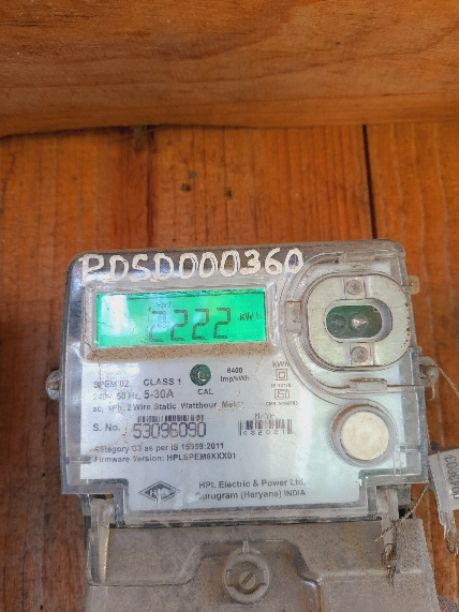 PDSD000360
2222 kWh
6400
imp/kWh
SPEM 02 CLASS 1
240V, 50 Hz, 5-30A
CAL
kWh
ac, 1Ph, 2 Wire Static Watthour Meter
S. No. 53096090
Category C3 as per IS 15959:2011
Firmware Version: HPLSPEM6XXX01
HPL Electric & Power Ltd.
Gurugram (Haryana) INDIA